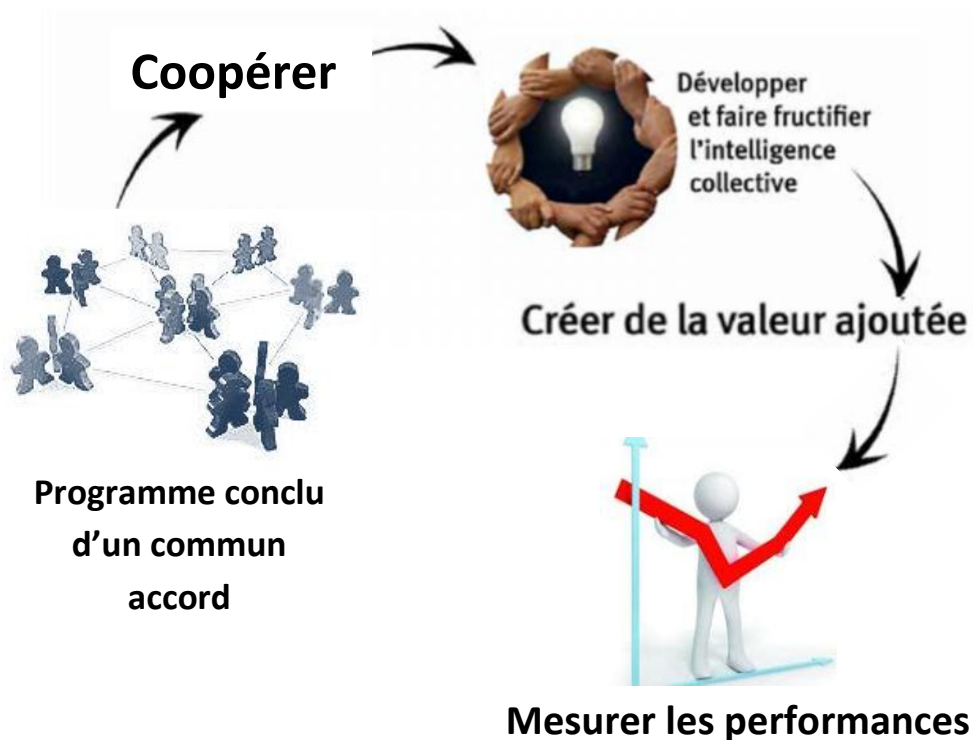 Coopérer
Développer
et faire fructifier
l'intelligence
collective
Créer de la valeur ajoutée
Programme conclu
d’un commun
accord
Mesurer les performances